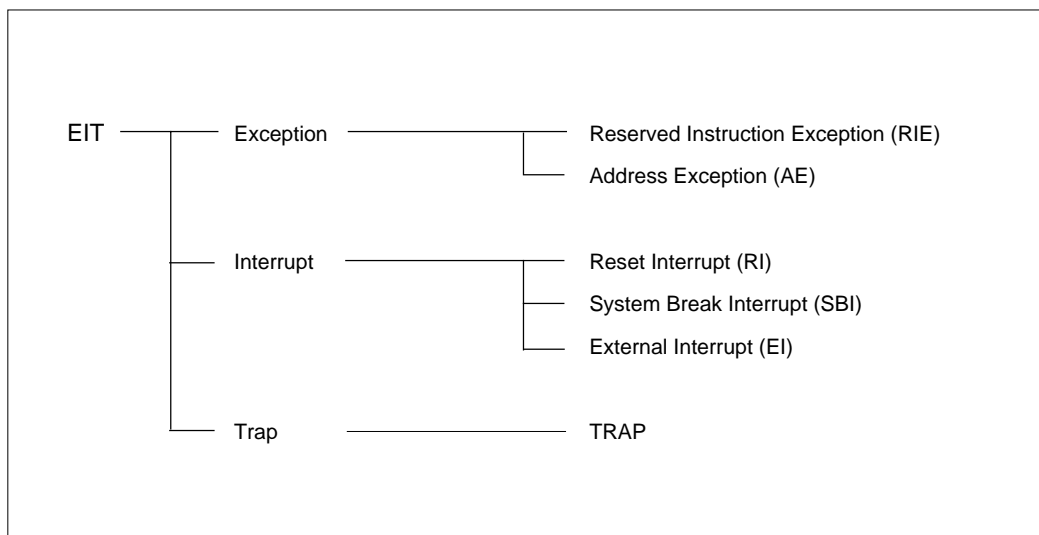 EIT
Exception
Reserved Instruction Exception (RIE)
Address Exception (AE)
Interrupt
Reset Interrupt (RI)
System Break Interrupt (SBI)
External Interrupt (EI)
Trap
TRAP